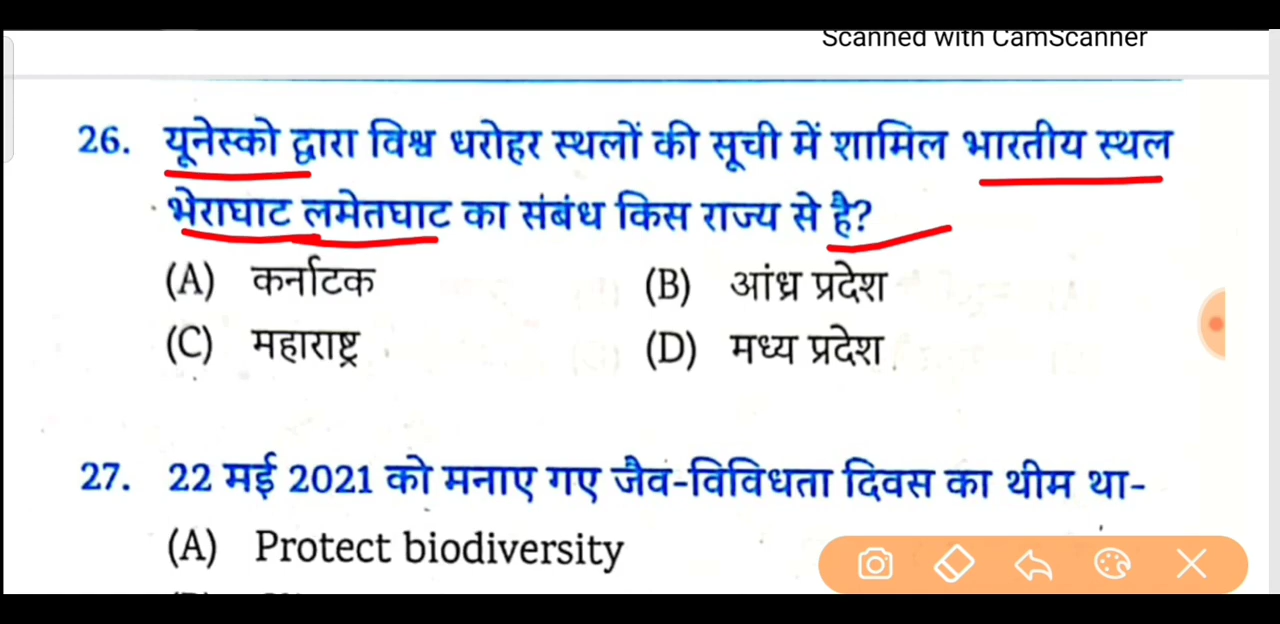 Scanned with CamScanner
26. यूनेस्को द्वारा विश्व धरोहर स्थलों की सूची में शामिल भारतीय स्थल
भेराघाट लमेतघाट का संबंध किस राज्य से है?
(A) कर्नाटक (B) आंध्र प्रदेश
(C) महाराष्ट्र (D) मध्य प्रदेश
27. 22 मई 2021 को मनाए गए जैव-विविधता दिवस का थीम था-
(A) Protect biodiversity